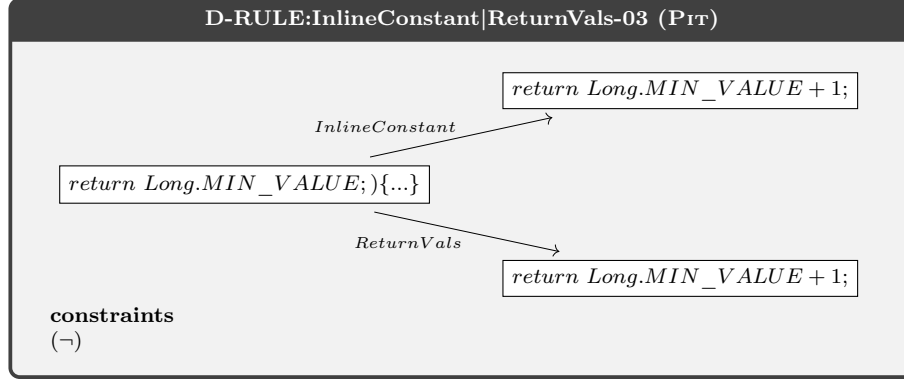 D-RULE:InlineConstant|ReturnVals-03 (PIT)
return Long.MIN_VALUE + 1;
InlineConstant
return Long.MIN_VALUE; ){...}
ReturnVals
return Long.MIN_VALUE + 1;
constraints
(¬)